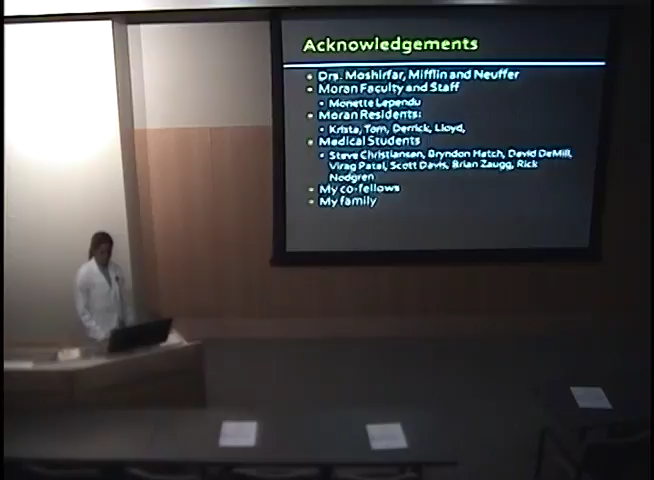 Acknowledgements
Drs. Moshirfar, Mifflin and Neuffer
Moran Faculty and Staff
Monette Lependu
Moran Residents:
Krista, Tom, Derrick, Lloyd,
Medical Students
Steve Christiansen, Bryndon Hatch, David DeMill,
Virag Patel, Scott Davis, Brian Zaugg, Rick
Nodgren
My co-fellows
My family